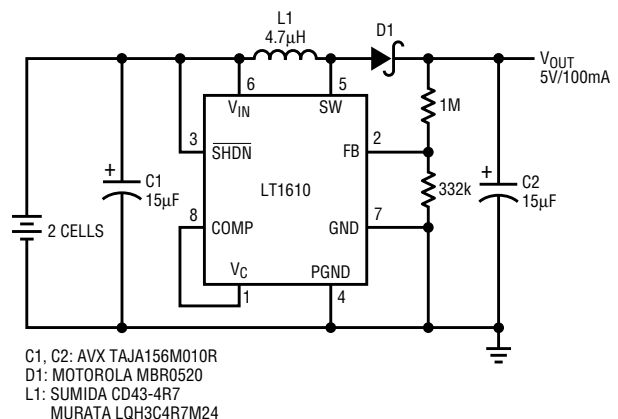 L1
4.7µH
D1
VOUT
5V/100mA
6
5
VIN
SW
1M
3
SHDN
FB
2
+
C1
15µF
LT1610
332k
+
C2
15µF
8
COMP
GND
7
2 CELLS
VC
PGND
1
4
C1, C2: AVX TAJA156M010R
D1: MOTOROLA MBR0520
L1: SUMIDA CD43-4R7
MURATA LQH3C4R7M24